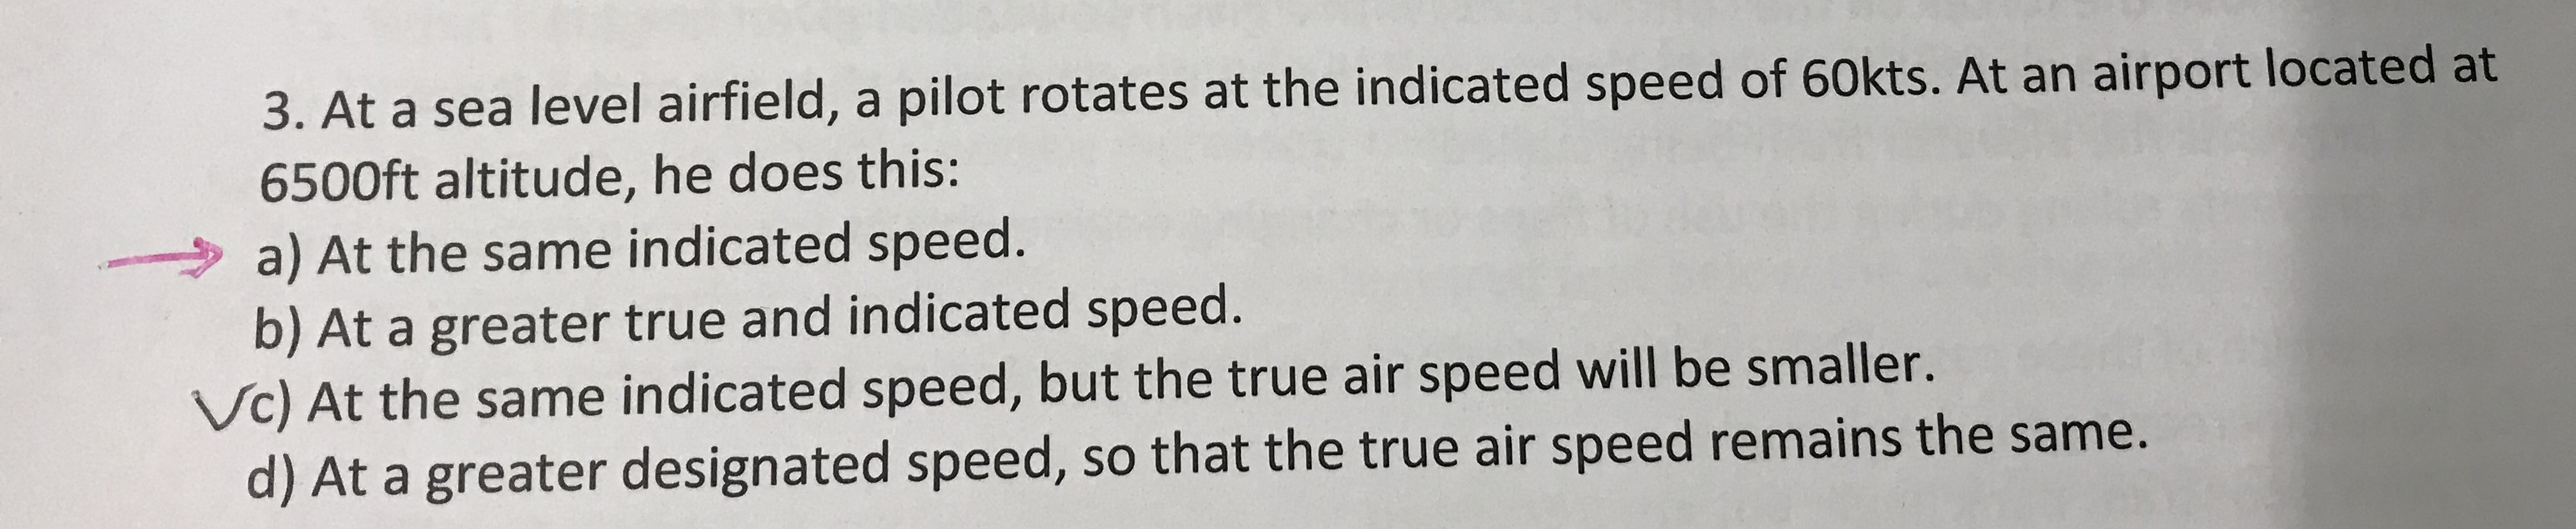 3. At a sea level airfield, a pilot rotates at the indicated speed of 60kts. At an airport located at
6500ft altitude, he does this:
a) At the same indicated speed.
b) At a greater true and indicated speed.
c) At the same indicated speed, but the true air speed will be smaller.
d) At a greater designated speed, so that the true air speed remains the same.